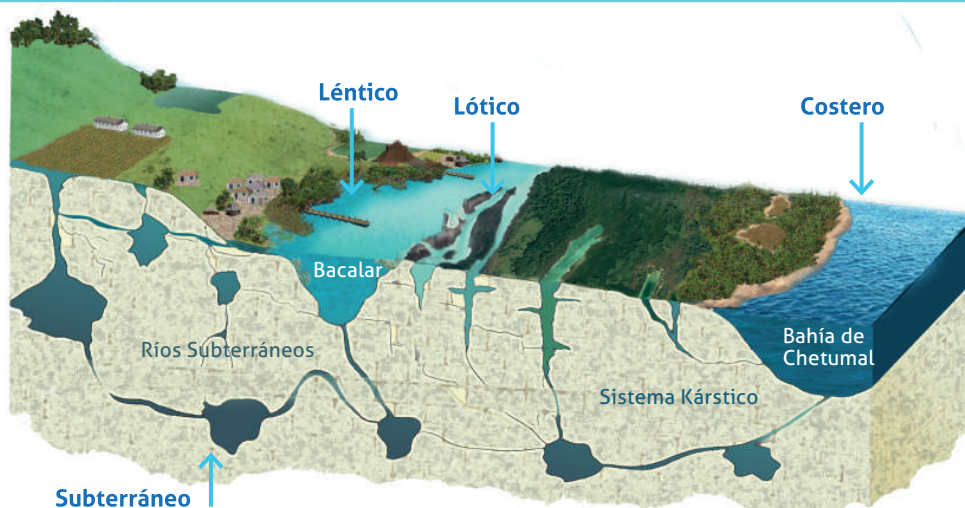 Léntico
Lótico
Costero
Bacalar
Ríos Subterráneos
Bahía de
Chetumal
Sistema Kárstico
Subterráneo